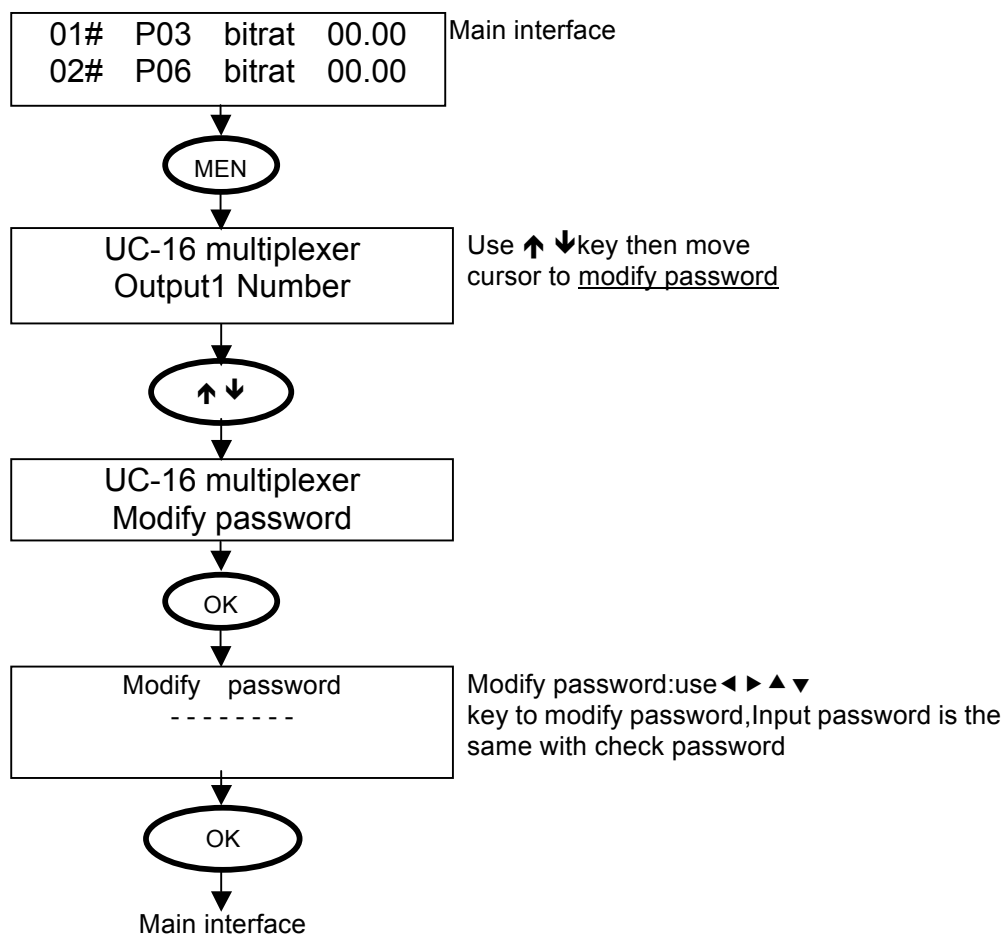 01# P03 bitrat 00.00
02# P06 bitrat 00.00
Main interface
MEN
UC-16 multiplexer
Output1 Number
Use 🡩 🡫key then move
cursor to modify password
🡩 🡫
UC-16 multiplexer
Modify password
OK
Modify password
- - - - - - - -
Modify password:use◄ ► ▲ ▼
key to modify password,Input password is the
same with check password
OK
Main interface